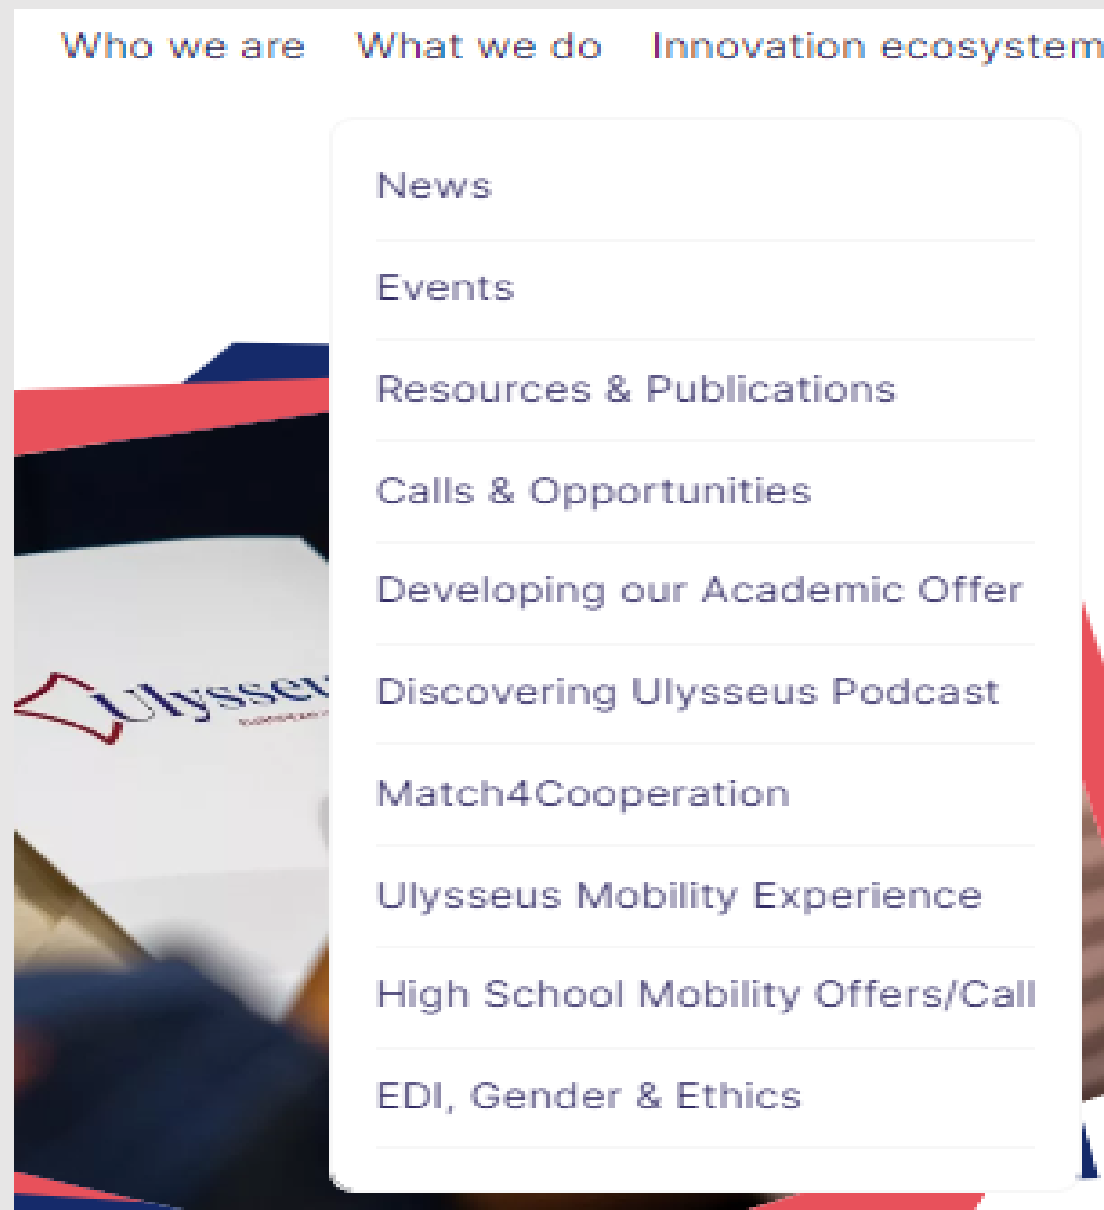 Who we are What we do Innovation ecosystem
News
Events
Resources & Publications
Calls & Opportunities
Developing our Academic Offer
Discovering Ulysseus Podcast
Match4Cooperation
Ulysseus Mobility Experience
High School Mobility Offers/Call
EDI, Gender & Ethics